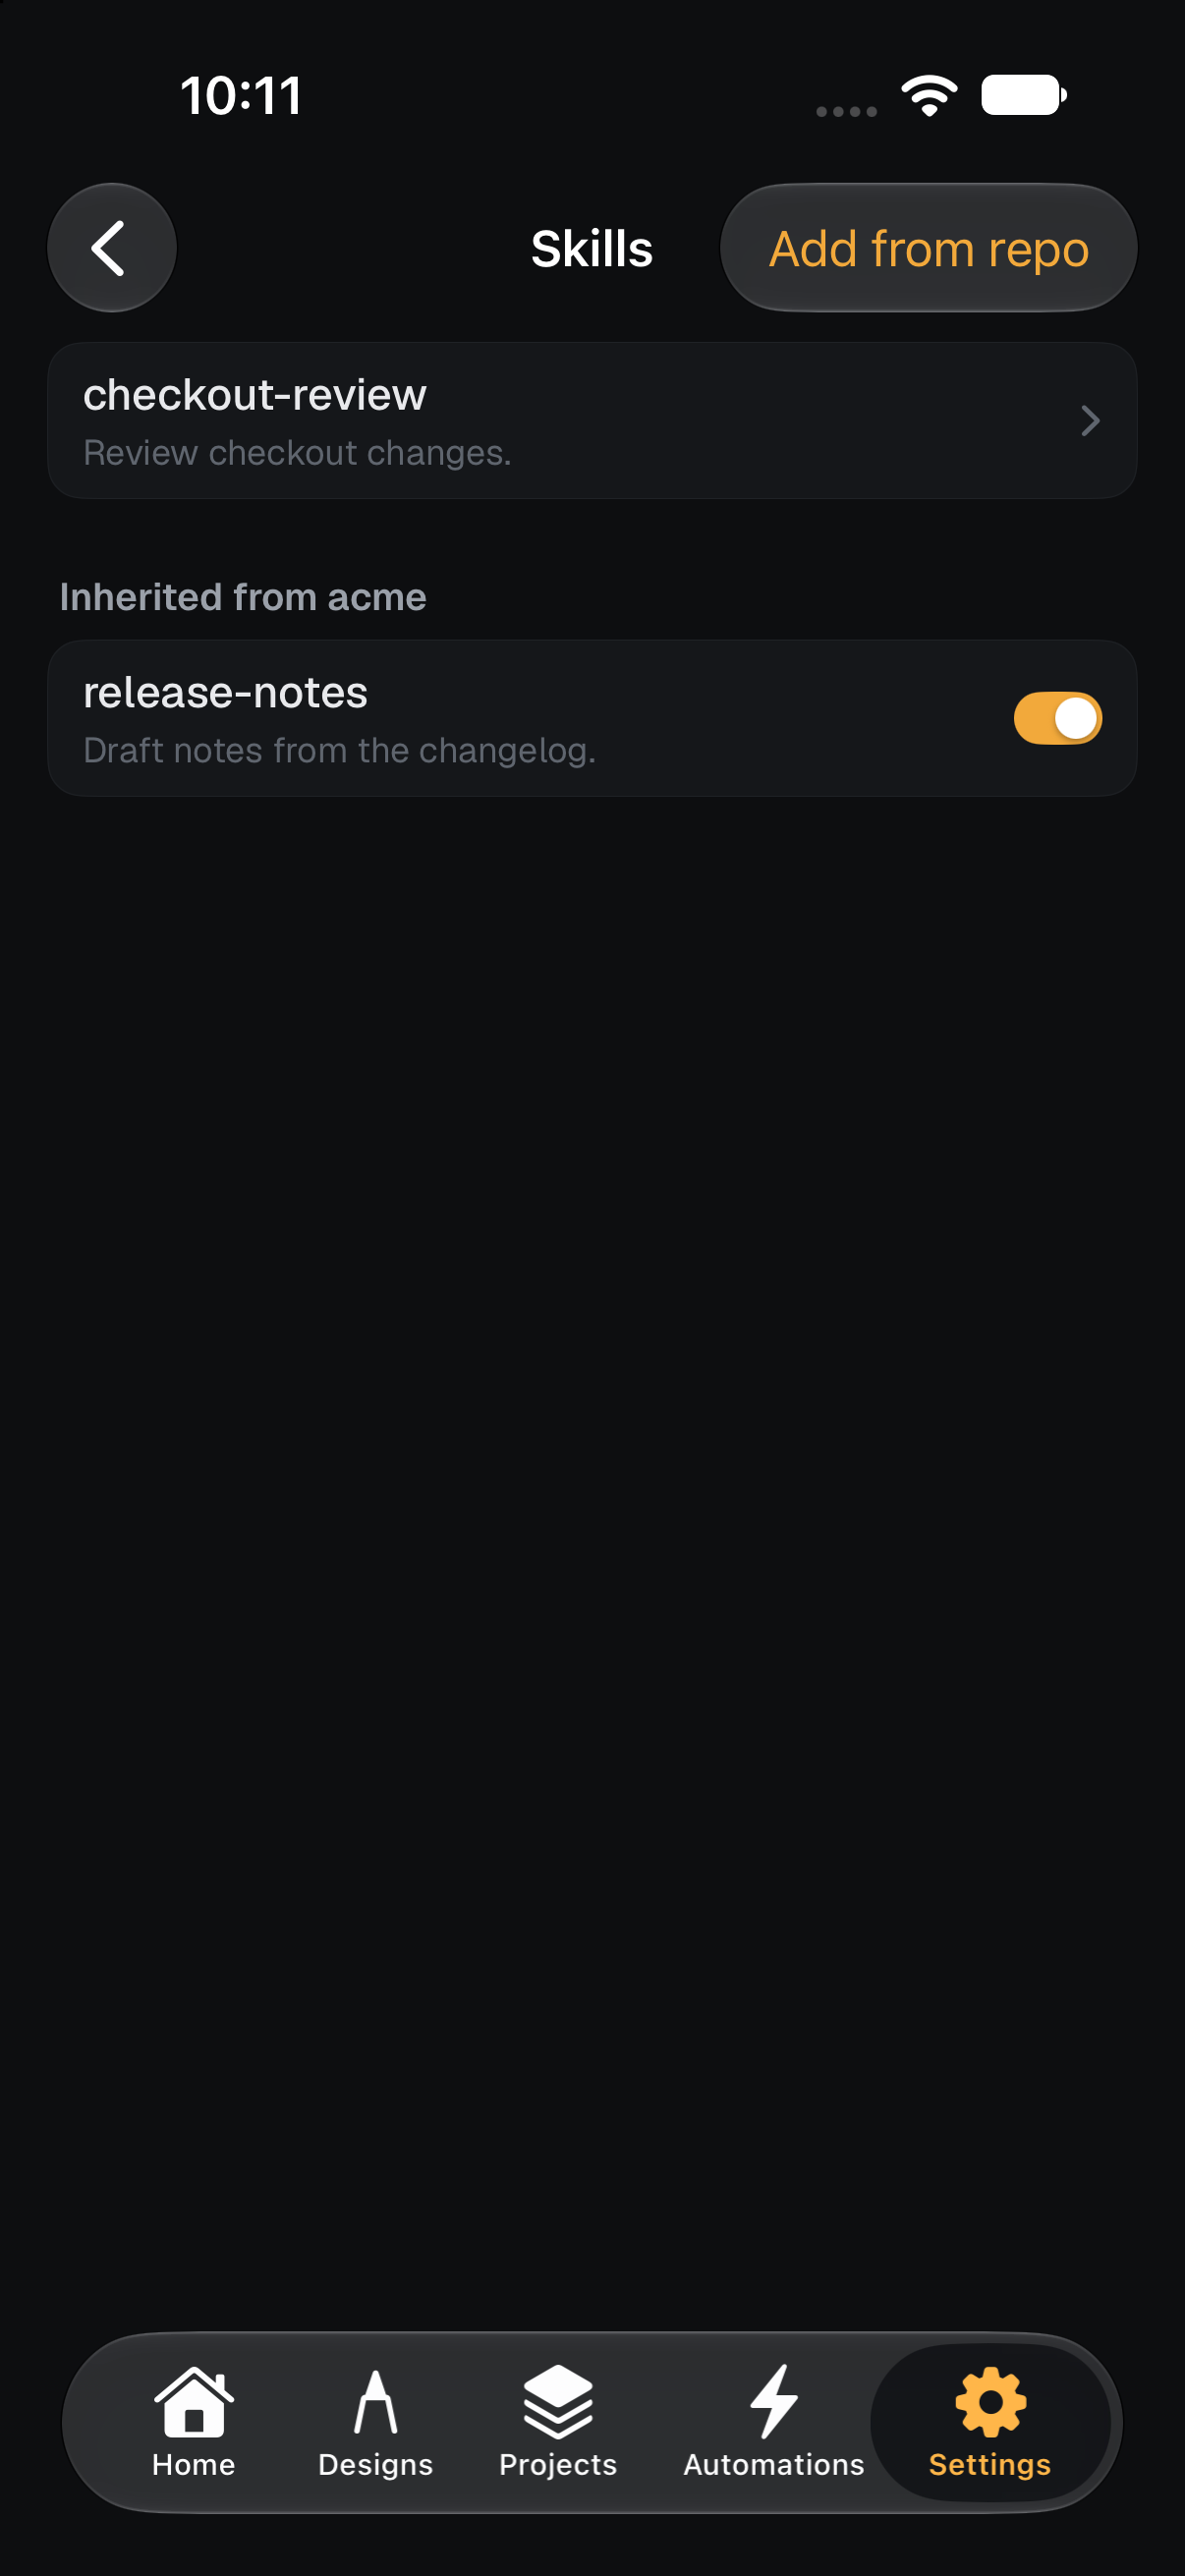 10:11
Skills
Add from repo
checkout-review
Review checkout changes.
Inherited from acme
release-notes
Draft notes from the changelog.
Home
Designs
Projects
Automations
Settings